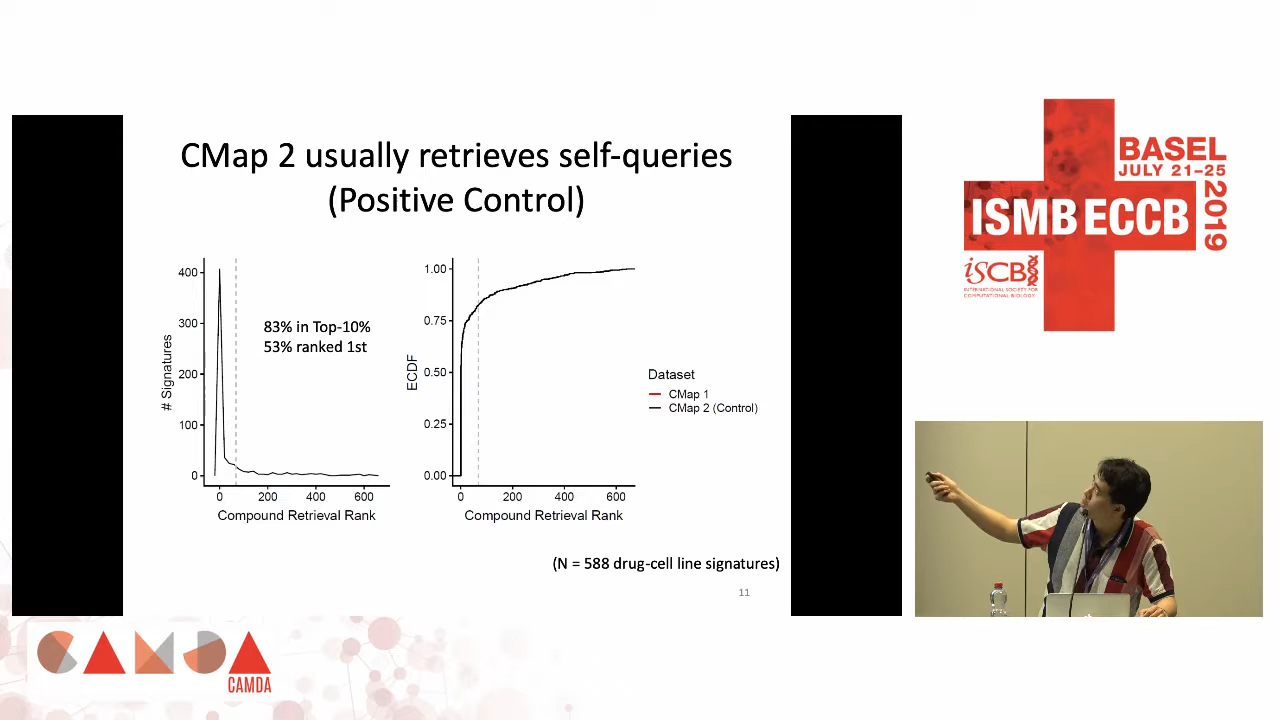 CMap 2 usually retrieves self-queries
(Positive Control)
# Signatures
400
300
200
100
0
83% in Top-10%
53% ranked 1st
0 200 400 600
Compound Retrieval Rank
ECDF
1.00
0.75
0.50
0.25
0.00
0 200 400 600
Compound Retrieval Rank
Dataset
CMap 1
CMap 2 (Control)
(N = 588 drug-cell line signatures)
11
BASEL
JULY 21–25
2019
ISMB ECCB
iSCB
INTERNATIONAL SOCIETY FOR
COMPUTATIONAL BIOLOGY
CAMDA
CAMDA